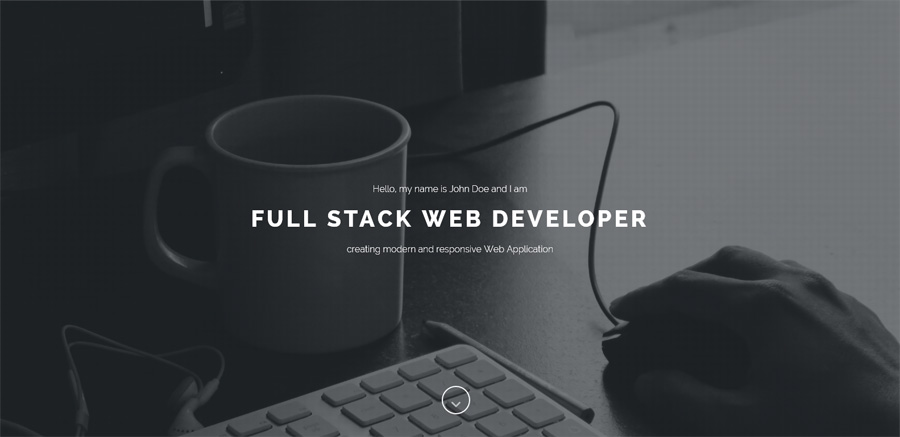 Hello, my name is John Doe and I am
FULL STACK WEB DEVELOPER
creating modern and responsive Web Application